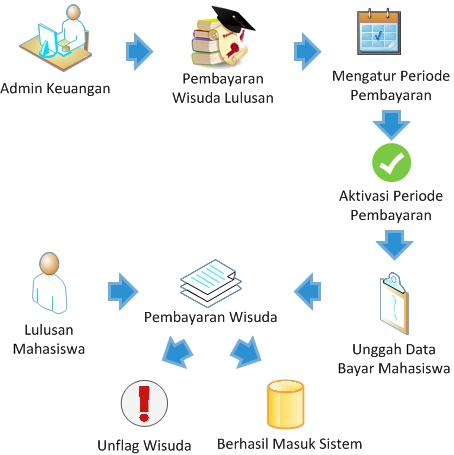 Admin Keuangan
Pembayaran
Wisuda Lulusan
Mengatur Periode
Pembayaran
Aktivasi Periode
Pembayaran
Lulusan
Mahasiswa
Pembayaran Wisuda
Unggah Data
Bayar Mahasiswa
Unflag Wisuda
Berhasil Masuk Sistem